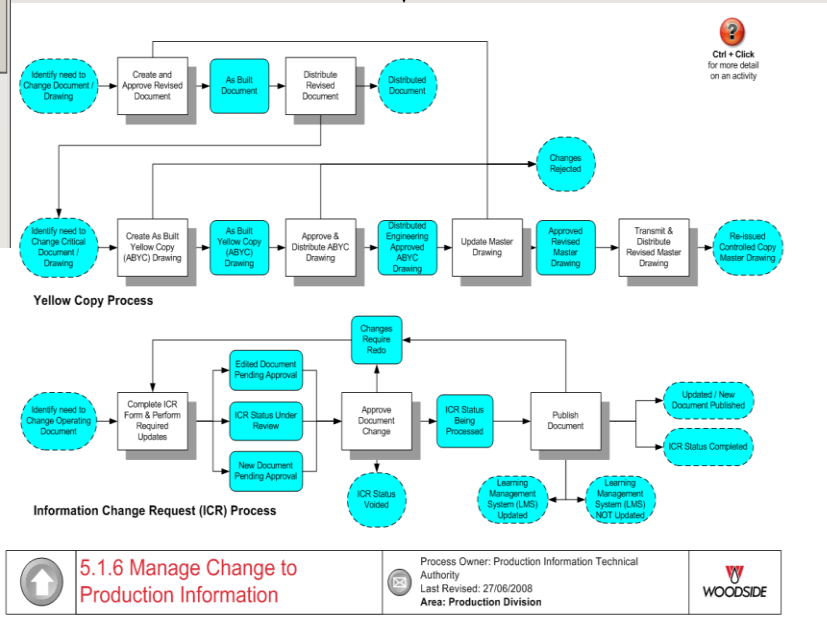 ?
Ctrl + Click
for more detail
on an activity
Identify need to
Change Document /
Drawing
Create and
Approve Revised
Document
As Built
Document
Distribute
Revised
Document
Distributed
Document
Changes
Rejected
Identify need to
Change Critical
Document /
Drawing
Create As Built
Yellow Copy
(ABYC) Drawing
As Built
Yellow Copy
(ABYC)
Drawing
Approve &
Distribute ABYC
Drawing
Distributed
Engineering
Approved
ABYC
Drawing
Update Master
Drawing
Approved
Revised
Master
Drawing
Transmit &
Distribute
Revised Master
Drawing
Re-issued
Controlled Copy
Master Drawing
Yellow Copy Process
Changes
Require
Redo
Identify need to
Change Operating
Document
Complete ICR
Form & Perform
Required
Updates
Edited Document
Pending Approval
ICR Status Under
Review
New Document
Pending Approval
Approve
Document
Change
ICR Status
Being
Processed
Publish
Document
Updated / New
Document Published
ICR Status Completed
ICR Status
Voided
Learning
Management
System (LMS)
Updated
Learning
Management
System (LMS)
NOT Updated
Information Change Request (ICR) Process
5.1.6 Manage Change to
Production Information
Process Owner: Production Information Technical
Authority
Last Revised: 27/06/2008
Area: Production Division
WOODSIDE